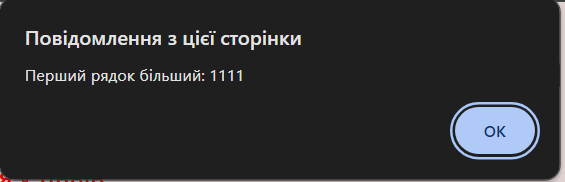 Повідомлення з цієї сторінки
Перший рядок більший: 1111
OK